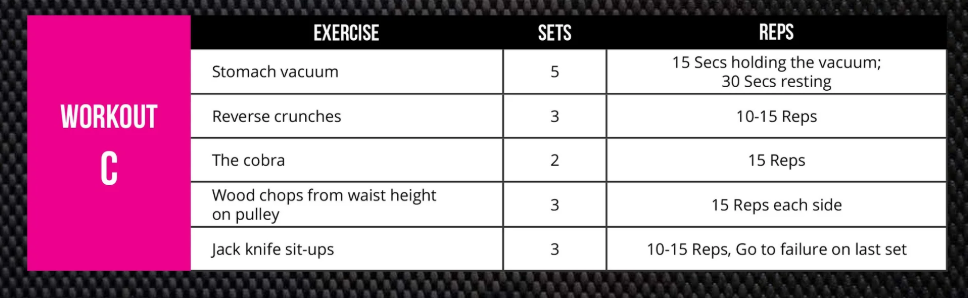 WORKOUT
C
EXERCISE SETS REPS
Stomach vacuum 5 15 Secs holding the vacuum;
30 Secs resting
Reverse crunches 3 10-15 Reps
The cobra 2 15 Reps
Wood chops from waist height
on pulley 3 15 Reps each side
Jack knife sit-ups 3 10-15 Reps, Go to failure on last set